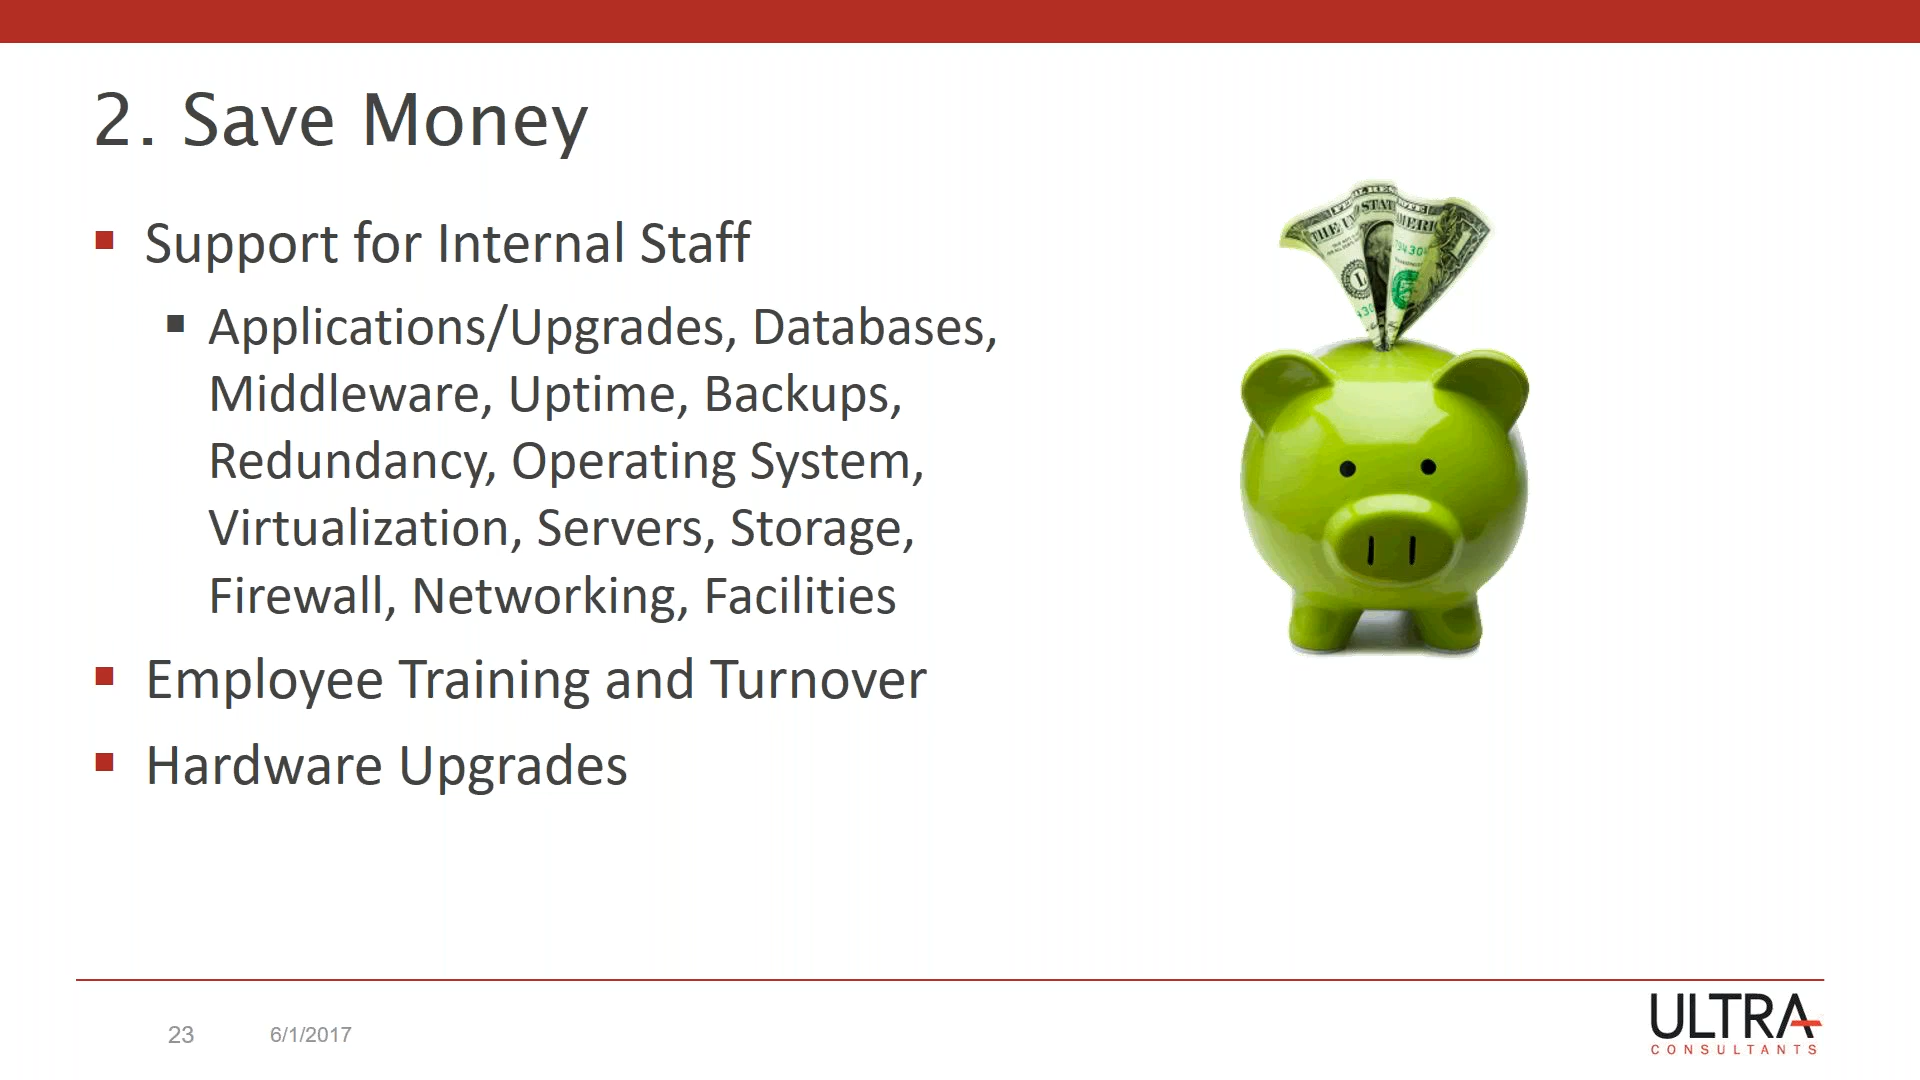 2. Save Money
Support for Internal Staff
Applications/Upgrades, Databases,
Middleware, Uptime, Backups,
Redundancy, Operating System,
Virtualization, Servers, Storage,
Firewall, Networking, Facilities
Employee Training and Turnover
Hardware Upgrades
23
6/1/2017
ULTRA
CONSULTANTS